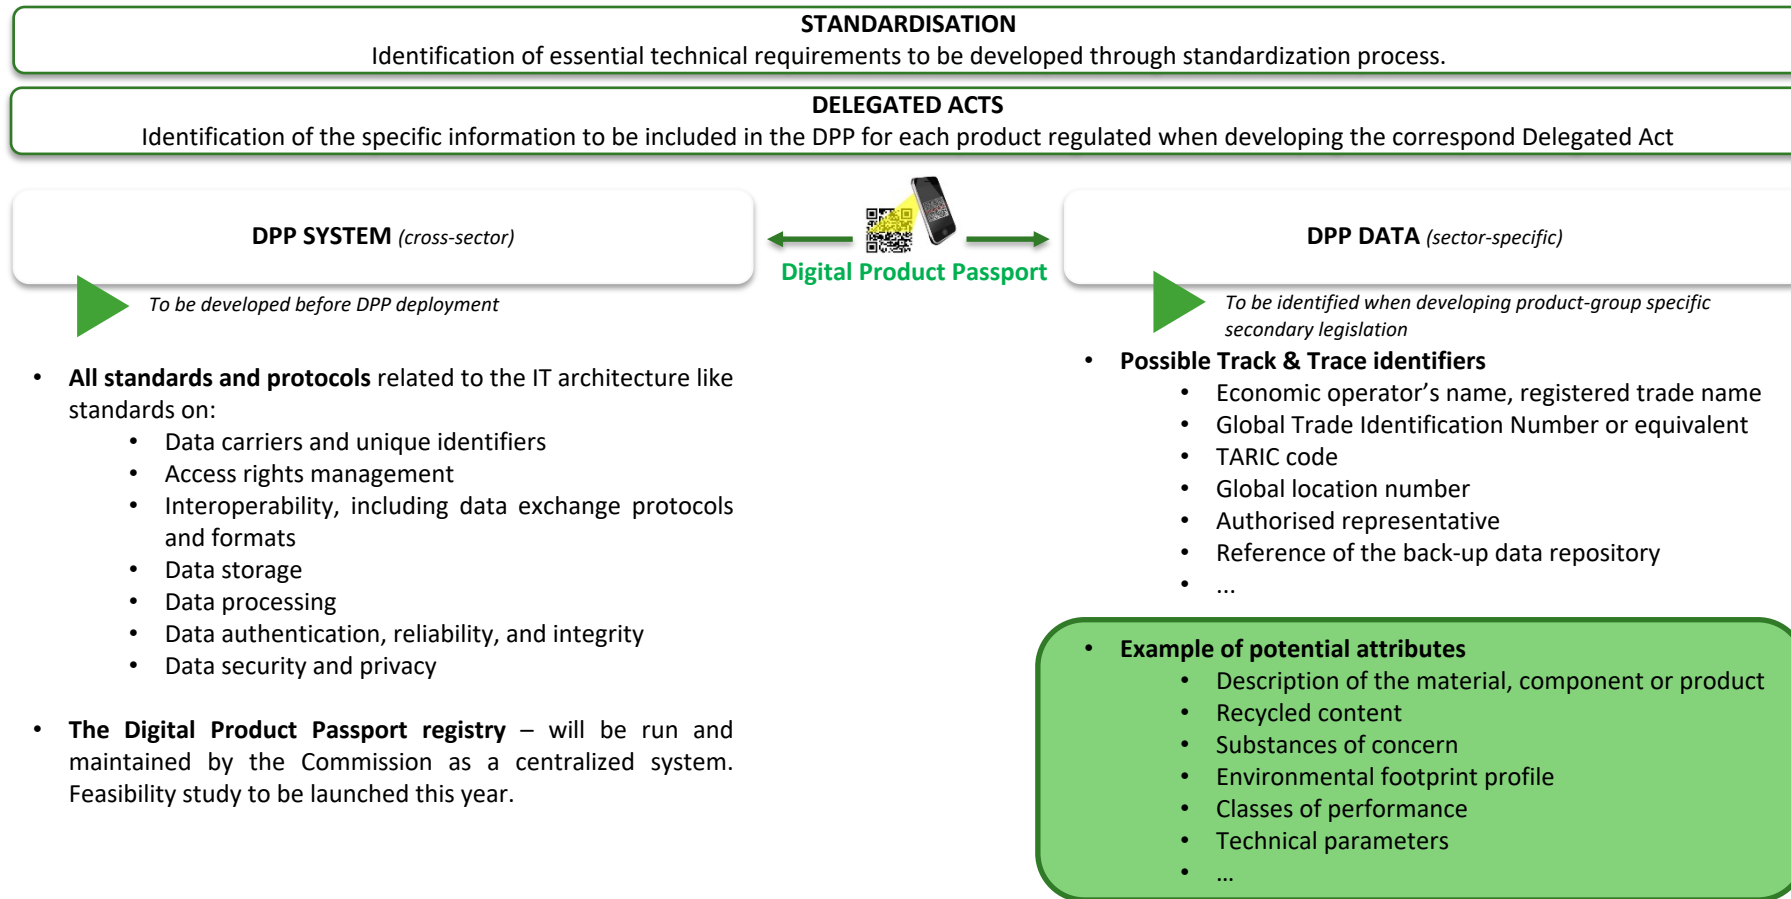 STANDARDISATION
Identification of essential technical requirements to be developed through standardization process.
DELEGATED ACTS
Identification of the specific information to be included in the DPP for each product regulated when developing the correspond Delegated Act
DPP SYSTEM (cross-sector)
To be developed before DPP deployment
• All standards and protocols related to the IT architecture like
standards on:
• Data carriers and unique identifiers
• Access rights management
• Interoperability, including data exchange protocols
and formats
• Data storage
• Data processing
• Data authentication, reliability, and integrity
• Data security and privacy
• The Digital Product Passport registry – will be run and
maintained by the Commission as a centralized system.
Feasibility study to be launched this year.
Digital Product Passport
DPP DATA (sector-specific)
To be identified when developing product-group specific
secondary legislation
• Possible Track & Trace identifiers
• Economic operator’s name, registered trade name
• Global Trade Identification Number or equivalent
• TARIC code
• Global location number
• Authorised representative
• Reference of the back-up data repository
• ...
• Example of potential attributes
• Description of the material, component or product
• Recycled content
• Substances of concern
• Environmental footprint profile
• Classes of performance
• Technical parameters
• ...